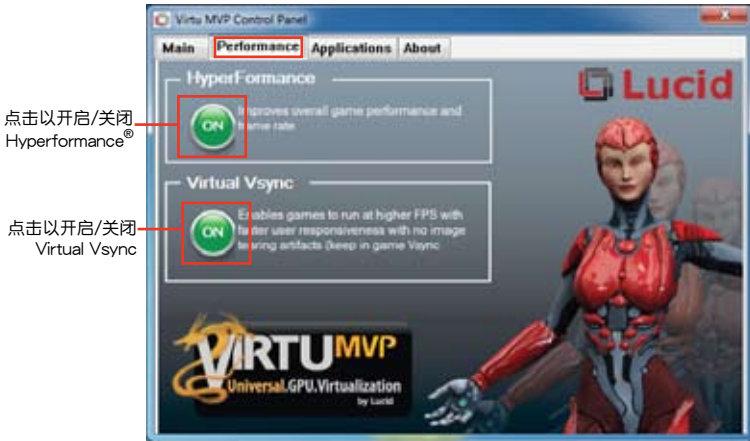 Virtu MVP Control Panel
Main Performance Applications About
HyperFormance
Lucid
点击以开启/关闭
Hyperformance®
ON
Improves overall game performance and
frame rate
Virtual Vsync
点击以开启/关闭
Virtual Vsync
ON
Enables games to run at higher FPS with
faster user responsiveness with no image
tearing artifacts (keep in game Vsync
VIRTU MVP
Universal.GPU.Virtualization
by Lucid